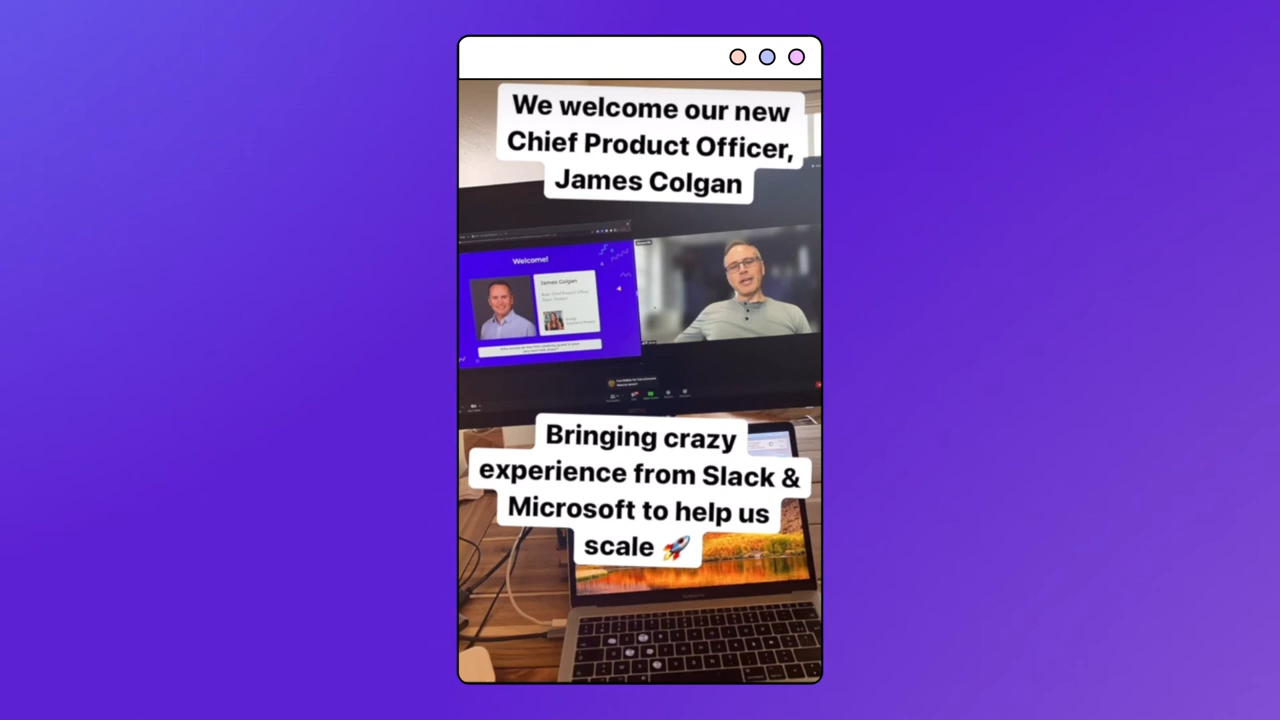 We welcome our new
Chief Product Officer,
James Colgan
Welcome!
James Colgan
Bringing crazy
experience from Slack &
Microsoft to help us
scale 🚀